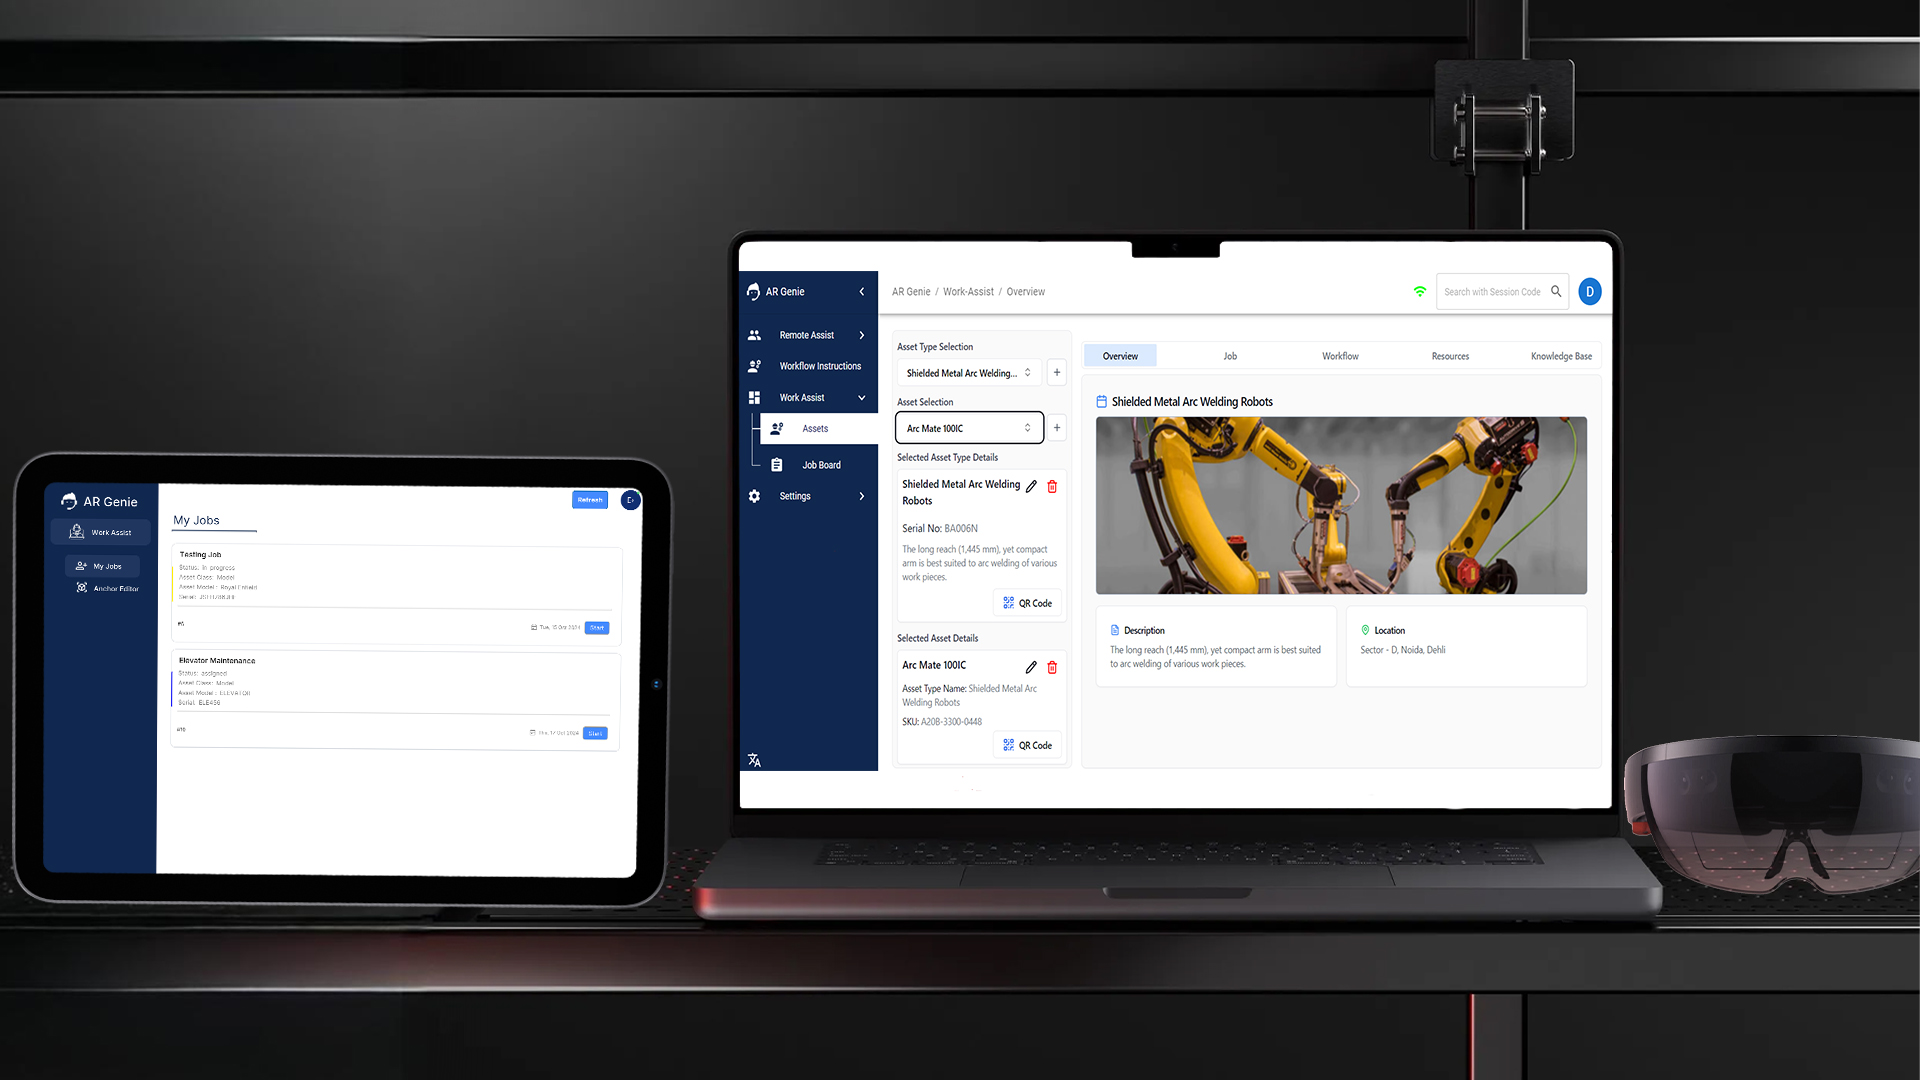 AR Genie
Work Assist
My Jobs
Anchor Editor
Refresh
My Jobs
Testing Job
Status: in progress
Asset Class: Model
Asset Model: Royal Enfield
Serial:
Tue, 15 Oct 2024
Start
Elevator Maintenance
Status: assigned
Asset Class: Model
Asset Model: ELEVATOR
Serial: ELE456
17 Oct 2024
Start
AR Genie
Remote Assist
Workflow Instructions
Work Assist
Assets
Job Board
Settings
AR Genie / Work-Assist / Overview
Search with Session Code
D
Asset Type Selection
Shielded Metal Arc Welding...
Asset Selection
Arc Mate 100IC
Selected Asset Type Details
Shielded Metal Arc Welding
Robots
Serial No: BA006N
The long reach (1,445 mm), yet compact
arm is best suited to arc welding of various
work pieces.
QR Code
Selected Asset Details
Arc Mate 100IC
Asset Type Name: Shielded Metal Arc
Welding Robots
SKU: A20B-3300-0448
QR Code
Overview
Job
Workflow
Resources
Knowledge Base
Shielded Metal Arc Welding Robots
Description
The long reach (1,445 mm), yet compact arm is best suited
to arc welding of various work pieces.
Location
Sector - D, Noida, Dehli